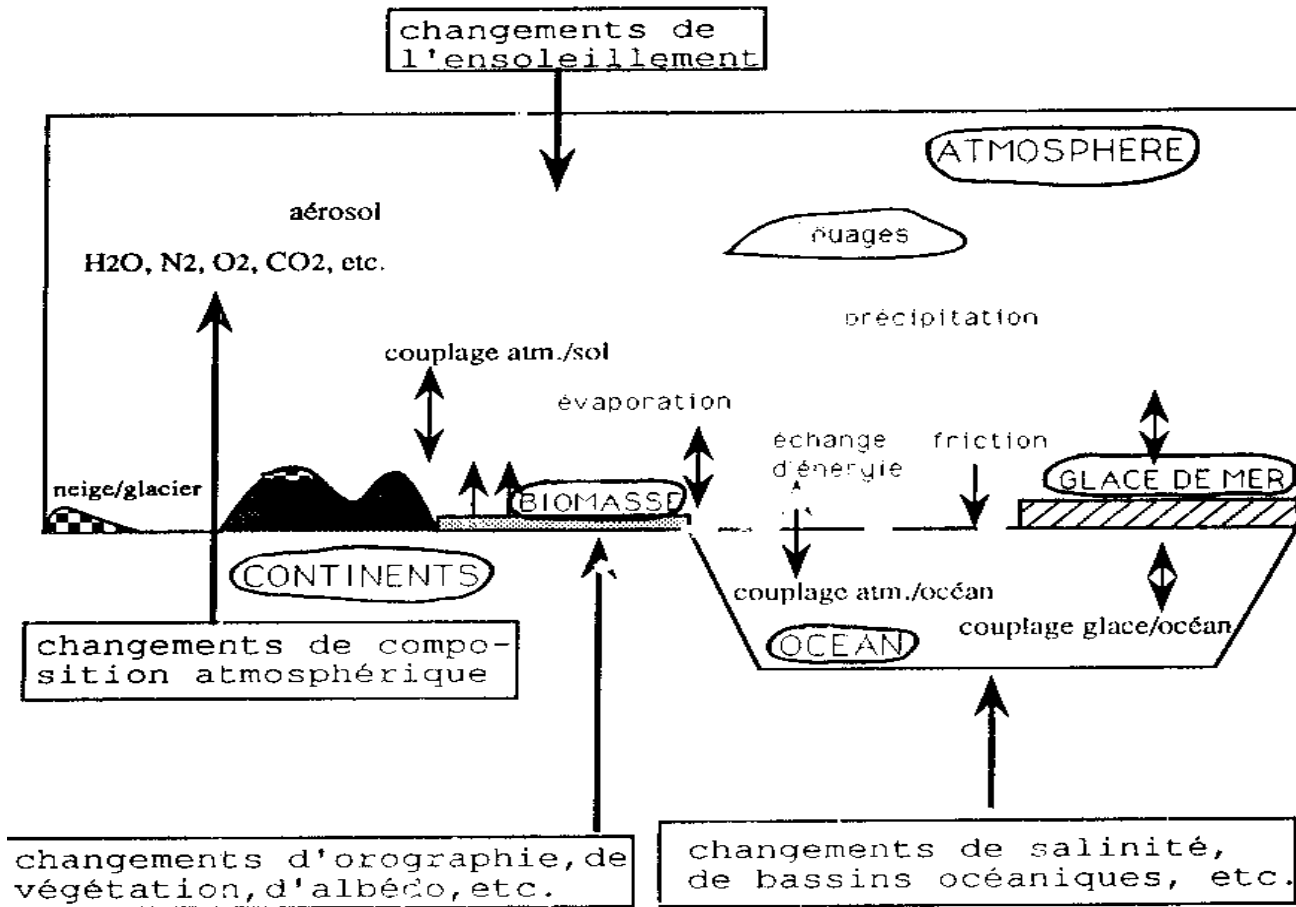 changements de
l'ensoleillement
ATMOSPHERE
aérosol
nuages
H2O, N2, O2, CO2, etc.
précipitation
couplage atm./sol
évaporation
échange
d'énergie
friction
neige/glacier
BIOMASSE
GLACE DE MER
CONTINENTS
couplage atm./océan
couplage glace/océan
OCEAN
changements de compo-
sition atmosphérique
changements d'orographie, de
végétation, d'albédo, etc.
changements de salinité,
de bassins océaniques, etc.